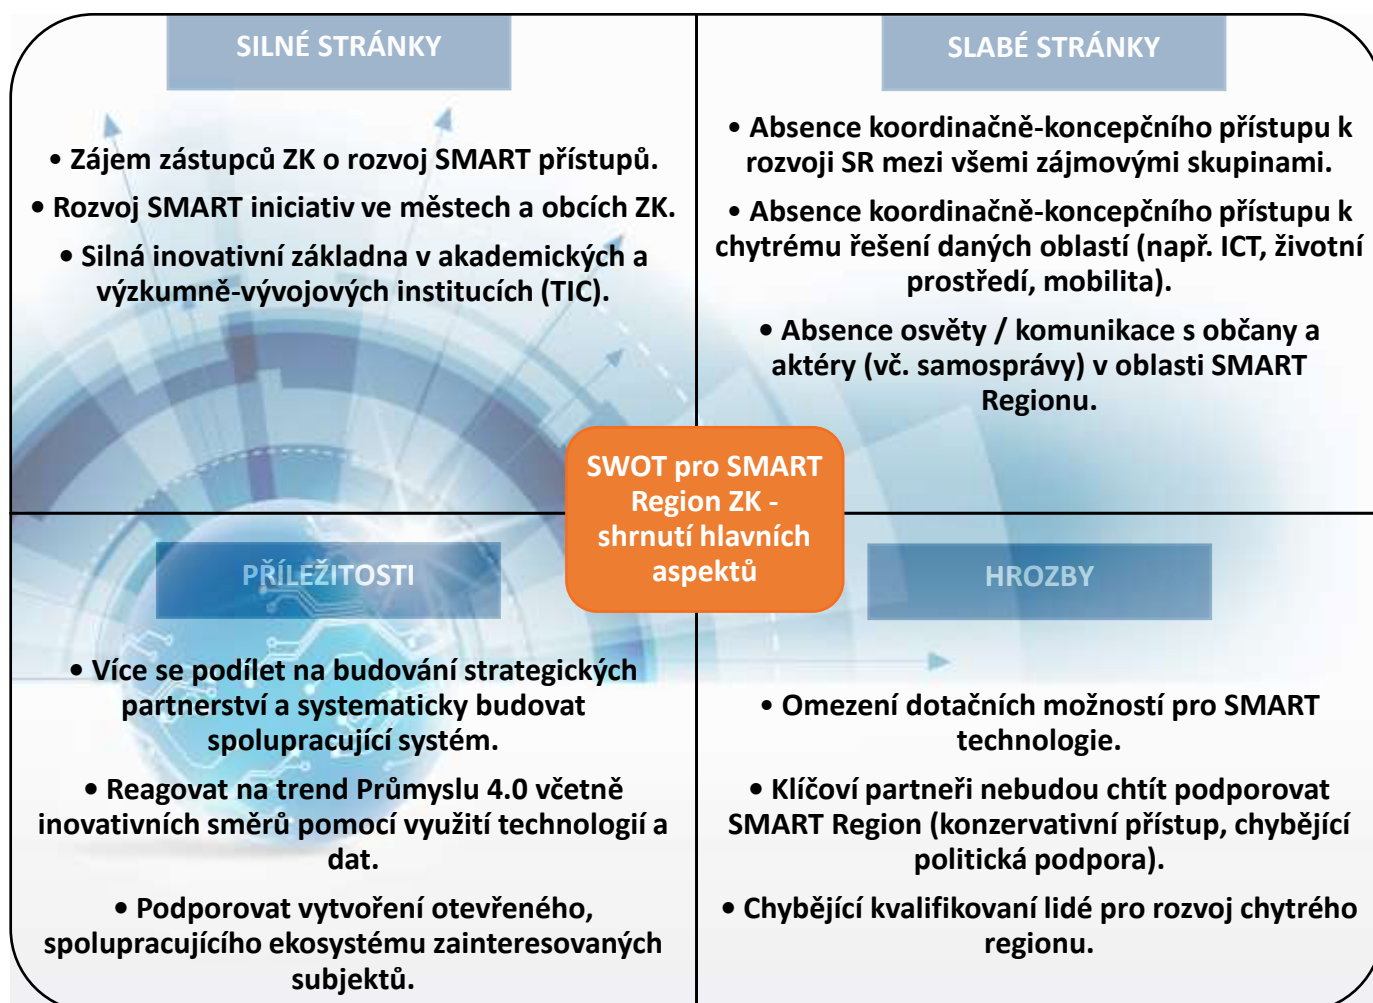 SILNÉ STRÁNKY
• Zájem zástupců ZK o rozvoj SMART přístupů.
• Rozvoj SMART iniciativ ve městech a obcích ZK.
• Silná inovativní základna v akademických a
výzkumně-vývojových institucích (TIC).
SLABÉ STRÁNKY
• Absence koordinačně-koncepčního přístupu k
rozvoji SR mezi všemi zájmovými skupinami.
• Absence koordinačně-koncepčního přístupu k
chytrému řešení daných oblastí (např. ICT, životní
prostředí, mobilita).
• Absence osvěty / komunikace s občany a
aktéry (vč. samosprávy) v oblasti SMART
Regionu.
SWOT pro SMART
Region ZK -
shrnutí hlavních
aspektů
PŘÍLEŽITOSTI
• Více se podílet na budování strategických
partnerství a systematicky budovat
spolupracující systém.
• Reagovat na trend Průmyslu 4.0 včetně
inovativních směrů pomocí využití technologií a
dat.
• Podporovat vytvoření otevřeného,
spolupracujícího ekosystému zainteresovaných
subjektů.
HROZBY
• Omezení dotačních možností pro SMART
technologie.
• Klíčoví partneři nebudou chtít podporovat
SMART Region (konzervativní přístup, chybějící
politická podpora).
• Chybějící kvalifikovaní lidé pro rozvoj chytrého
regionu.